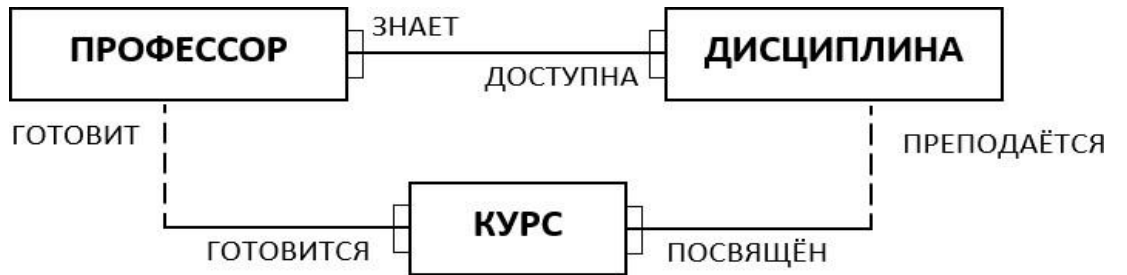 ЗНАЕТ
ПРОФЕССОР
ДИСЦИПЛИНА
ДОСТУПНА
ГОТОВИТ
ПРЕПОДАЁТСЯ
КУРС
ГОТОВИТСЯ
ПОСВЯЩЁН